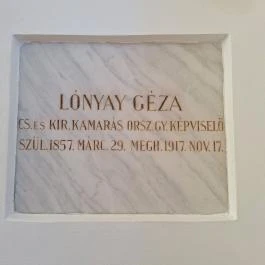 LÓNYAY GÉZA
CS. ÉS KIR. KAMARÁS ORSZ. GY. KÉPVISELŐ
SZÜL. 1857. MÁRC. 29. MEGH. 1917. NOV. 17.